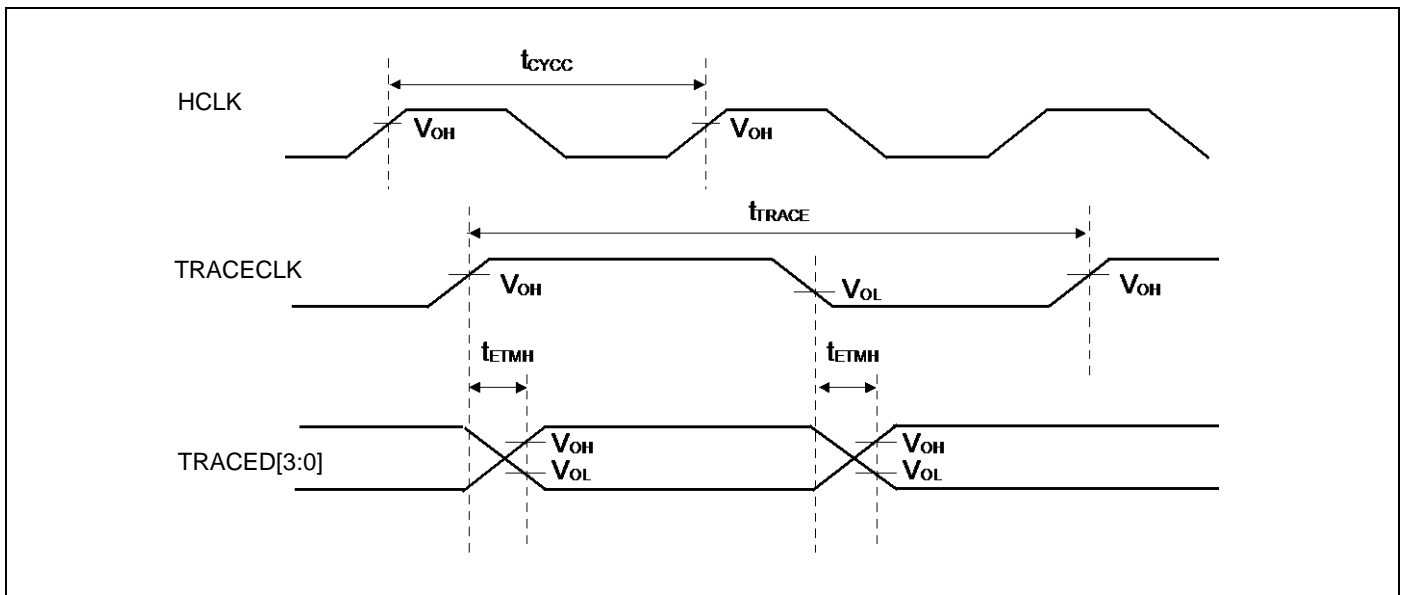 tCYCC
HCLK
VOH VOH
tTRACE
TRACECLK
VOH VOL VOH
tETMH tETMH
TRACED[3:0]
VOH VOH
VOL VOL